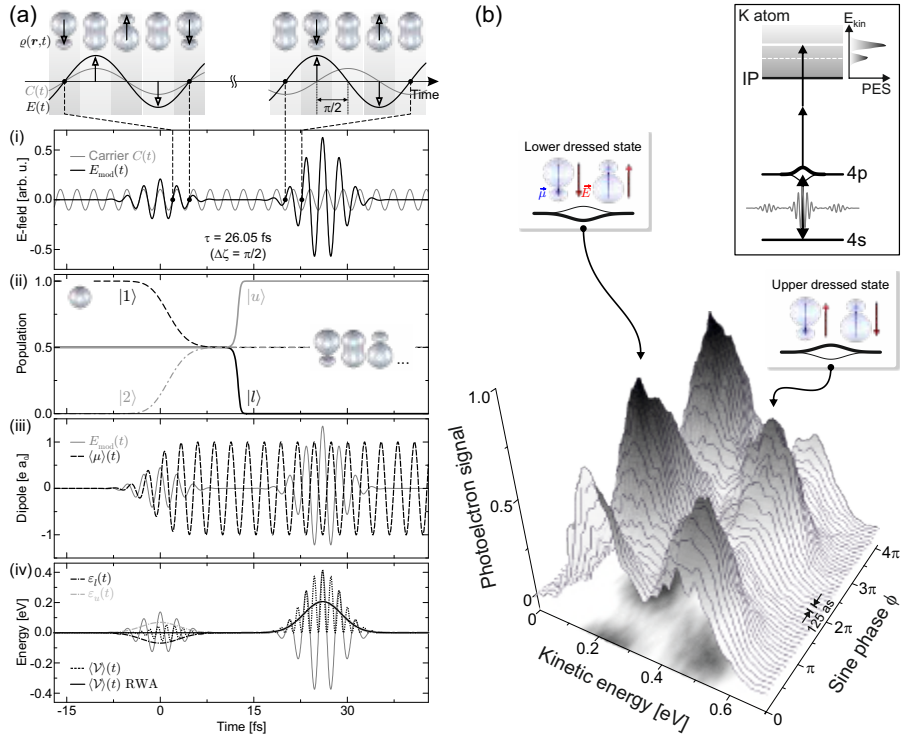 (a)
ϱ(r,t)
C(t)
E(t)
Time
π/2
(i)
E-field [arb. u.]
0.5
0.0
-0.5
Carrier C(t)
E_mod(t)
τ = 26.05 fs
(Δζ = π/2)
(ii)
Population
1.0
0.5
0.0
|1⟩
|2⟩
|u⟩
|l⟩
...
(iii)
Dipole [e a₀]
1
0
-1
E_mod(t)
⟨μ⟩(t)
(iv)
Energy [eV]
0.4
0.2
0.0
-0.2
-0.4
ε_l(t)
ε_u(t)
⟨V⟩(t)
⟨V⟩(t) RWA
-15
0
15
30
Time [fs]
(b)
K atom
E_kin
IP
PES
4p
4s
Lower dressed state
μ⃗
E⃗
Upper dressed state
Photoelctron signal
1.0
0.5
0
Kinetic energy [eV]
0
0.2
0.4
0.6
Sine phase ϕ
0
π
2π
3π
4π
125 as